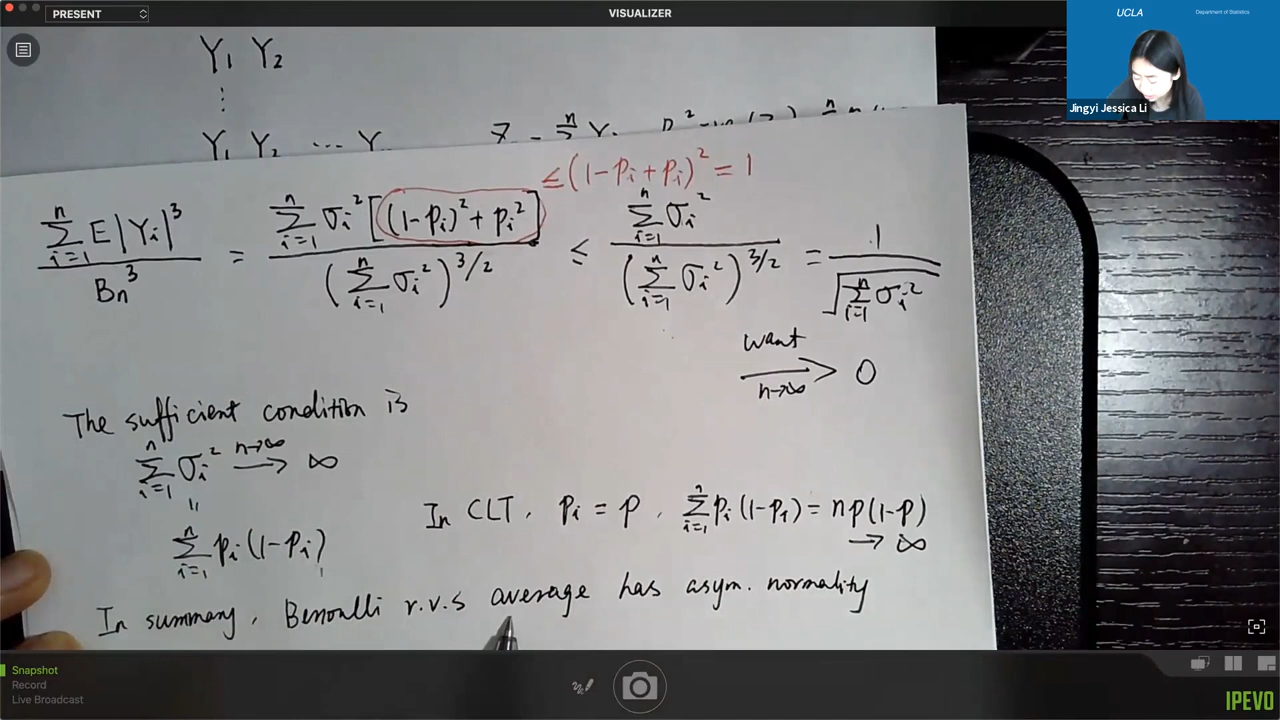 PRESENT
VISUALIZER
UCLA
Department of Statistics
Jingyi Jessica Li
Y₁ Y₂
⋮
Y₁ Y₂ ⋯ Y
≤ (1-pᵢ+pᵢ)² = 1
∑ᵢ₌₁ⁿ E|Yᵢ|³ / Bₙ³ = ∑ᵢ₌₁ⁿ σᵢ² [(1-pᵢ)² + pᵢ²] / (∑ᵢ₌₁ⁿ σᵢ²)^{3/2} ≤ ∑ᵢ₌₁ⁿ σᵢ² / (∑ᵢ₌₁ⁿ σᵢ²)^{3/2} = 1 / √(∑ᵢ₌₁ⁿ σᵢ²)
want
n→∞ → 0
The sufficient condition is
∑ᵢ₌₁ⁿ σᵢ² n→∞ → ∞
"
∑ᵢ₌₁ⁿ pᵢ(1-pᵢ)
In CLT, pᵢ = p, ∑ᵢ₌₁ⁿ pᵢ(1-pᵢ) = np(1-p)
→ ∞
In summary, Bernoulli r.v.s average has asym. normality
Snapshot
Record
Live Broadcast
IPEVO